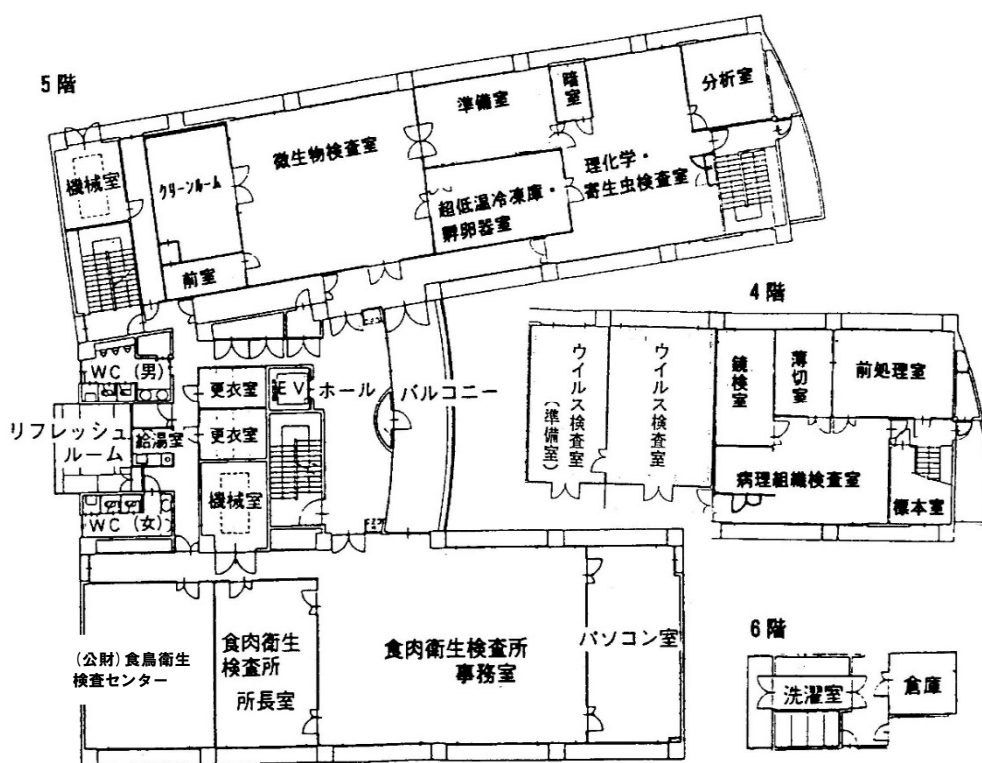 5階
機械室
クリーンルーム
前室
微生物検査室
準備室
暗室
分析室
理化学・
寄生虫検査室
超低温冷凍庫・
孵卵器室
WC(男)
リフレッシュ
ルーム
給湯室
WC(女)
更衣室
更衣室
機械室
EV
ホール
バルコニー
(公財)食鳥衛生
検査センター
食肉衛生
検査所
所長室
食肉衛生検査所
事務室
パソコン室
4階
ウイルス検査室
(準備室)
ウイルス検査室
鏡検室
薄切室
前処理室
病理組織検査室
標本室
6階
洗濯室
倉庫